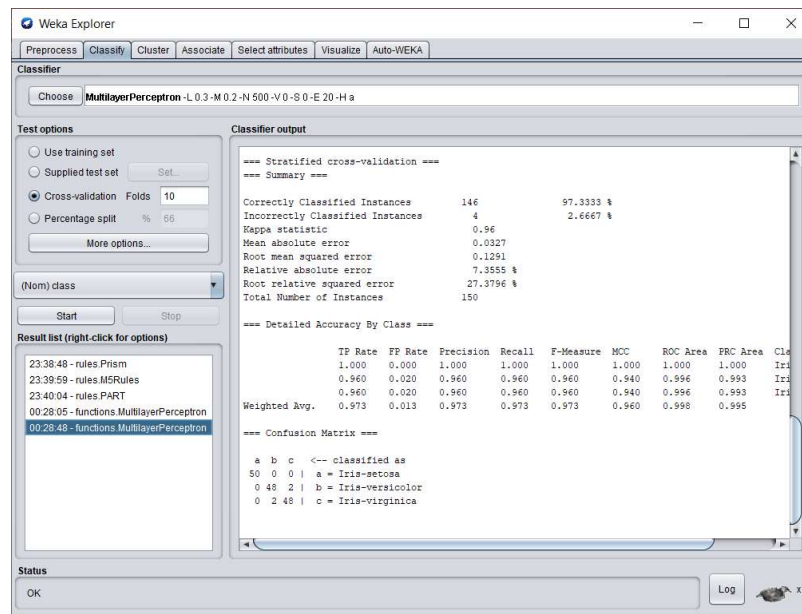 Weka Explorer
Preprocess Classify Cluster Associate Select attributes Visualize Auto-WEKA
Classifier
Choose MultilayerPerceptron -L 0.3 -M 0.2 -N 500 -V 0 -S 0 -E 20 -H a
Test options
Use training set
Supplied test set Set...
Cross-validation Folds 10
Percentage split % 66
More options...
(Nom) class
Start Stop
Result list (right-click for options)
23:38:48 - rules.Prism
23:39:59 - rules.M5Rules
23:40:04 - rules.PART
00:28:05 - functions.MultilayerPerceptron
00:28:48 - functions.MultilayerPerceptron
Classifier output
=== Stratified cross-validation ===
=== Summary ===
Correctly Classified Instances 146 97.3333 %
Incorrectly Classified Instances 4 2.6667 %
Kappa statistic 0.96
Mean absolute error 0.0327
Root mean squared error 0.1291
Relative absolute error 7.3555 %
Root relative squared error 27.3796 %
Total Number of Instances 150
=== Detailed Accuracy By Class ===
TP Rate FP Rate Precision Recall F-Measure MCC ROC Area PRC Area Cla
1.000 0.000 1.000 1.000 1.000 1.000 1.000 1.000 Iri
0.960 0.020 0.960 0.960 0.960 0.940 0.996 0.993 Iri
0.960 0.020 0.960 0.960 0.960 0.940 0.996 0.993 Iri
Weighted Avg. 0.973 0.013 0.973 0.973 0.973 0.960 0.998 0.995
=== Confusion Matrix ===
a b c <-- classified as
50 0 0 | a = Iris-setosa
0 48 2 | b = Iris-versicolor
0 2 48 | c = Iris-virginica
Status
OK
Log
x